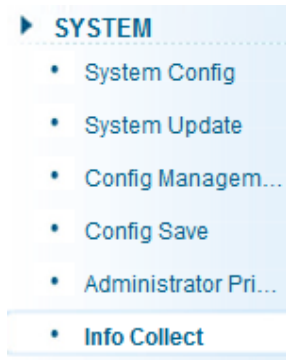 SYSTEM
System Config
System Update
Config Managem...
Config Save
Administrator Pri...
Info Collect